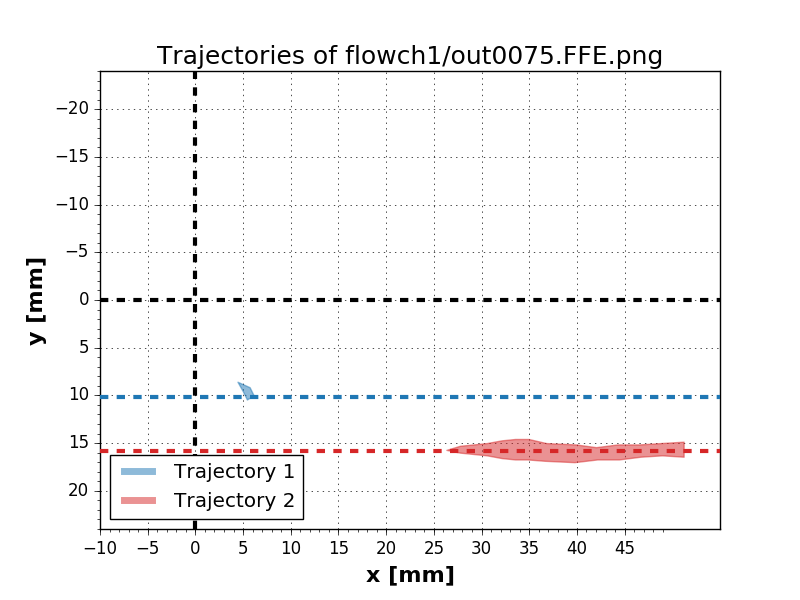 Trajectories of flowch1/out0075.FFE.png
y [mm]
−20
−15
−10
−5
0
5
10
15
20
Trajectory 1
Trajectory 2
−10 −5 0 5 10 15 20 25 30 35 40 45
x [mm]